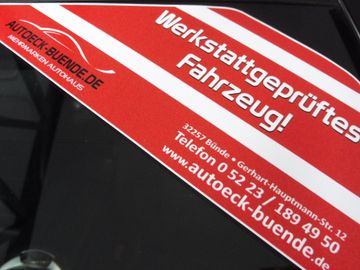 AUTOECK-BUENDE.DE
MEHRMARKEN AUTOHAUS
Werkstattgeprüftes
Fahrzeug!
32257 Bünde • Gerhart-Hauptmann-Str. 12
Telefon 0 52 23 / 189 49 50
www.autoeck-buende.de